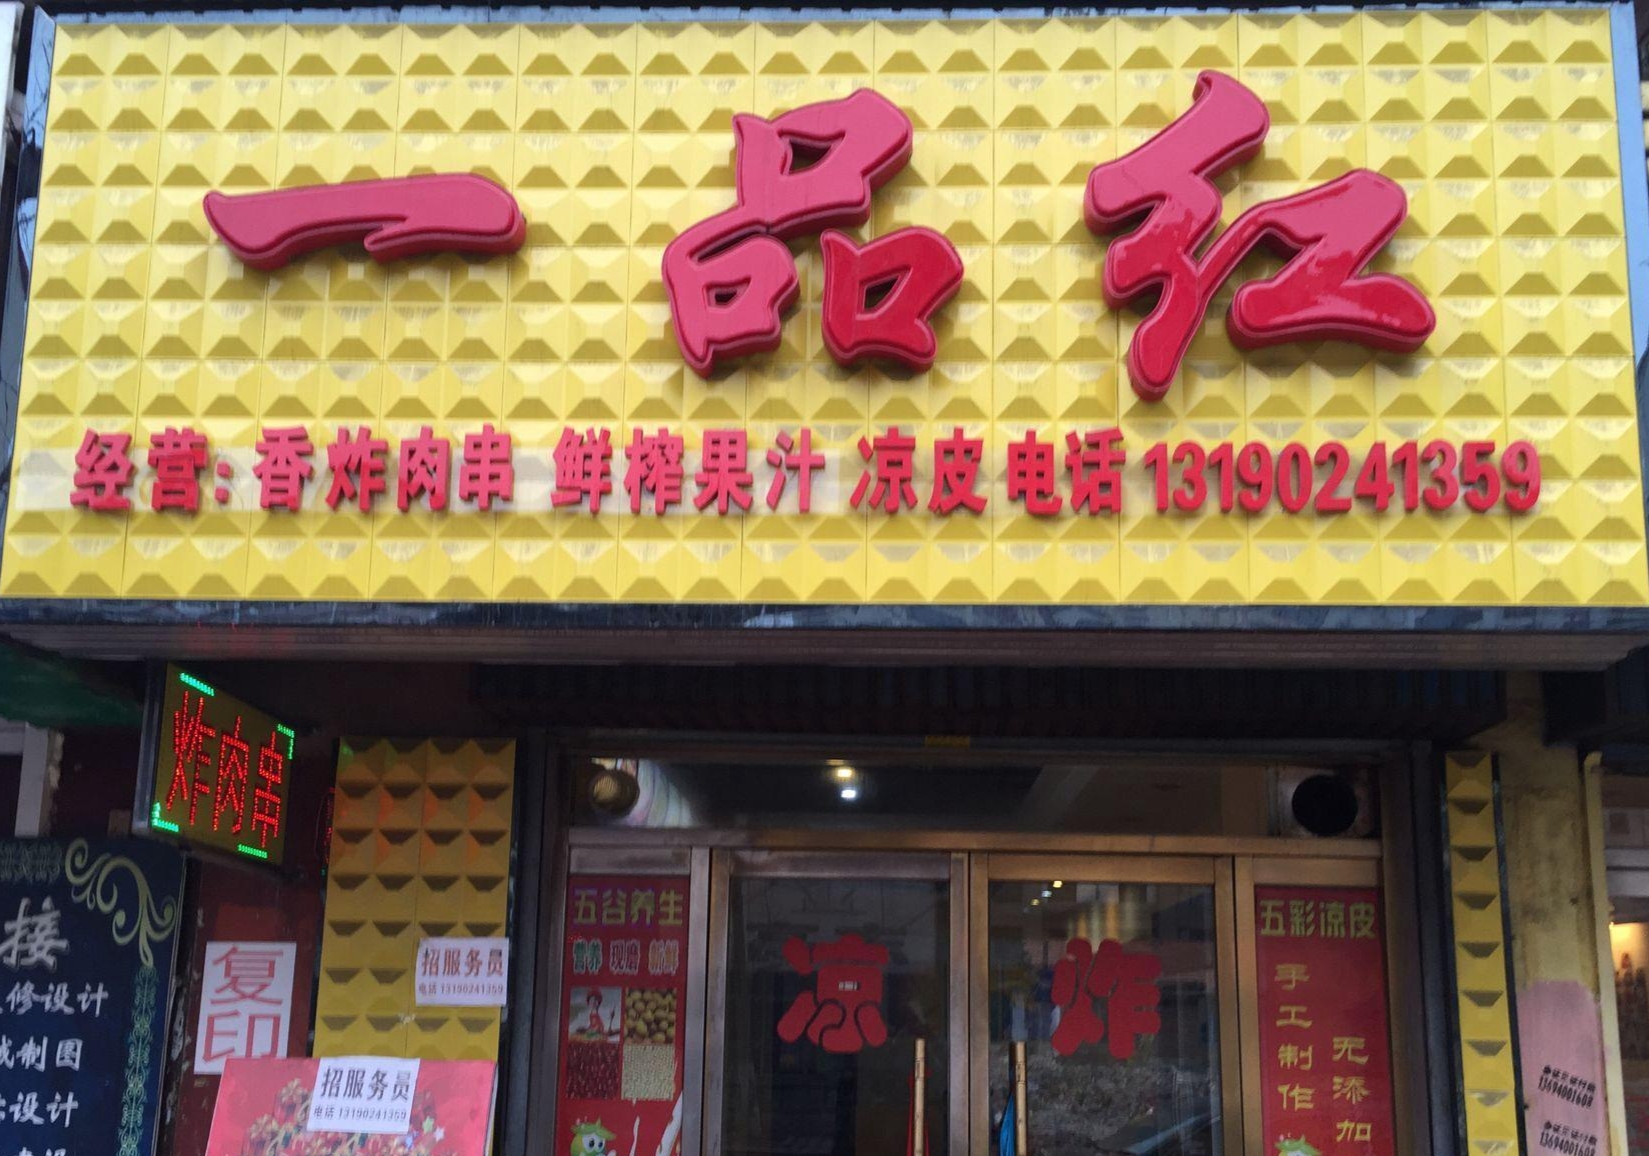 一品红
经营:香炸肉串 鲜榨果汁 凉皮 电话 13190241359
炸肉串
接
修设计
制图
设计
复印
招服务员
电话 13190241359
招服务员
电话 13190241359
五谷养生
营养 现磨 新鲜
凉
炸
五彩凉皮
手工制作
无添加
13694001608
13694001608